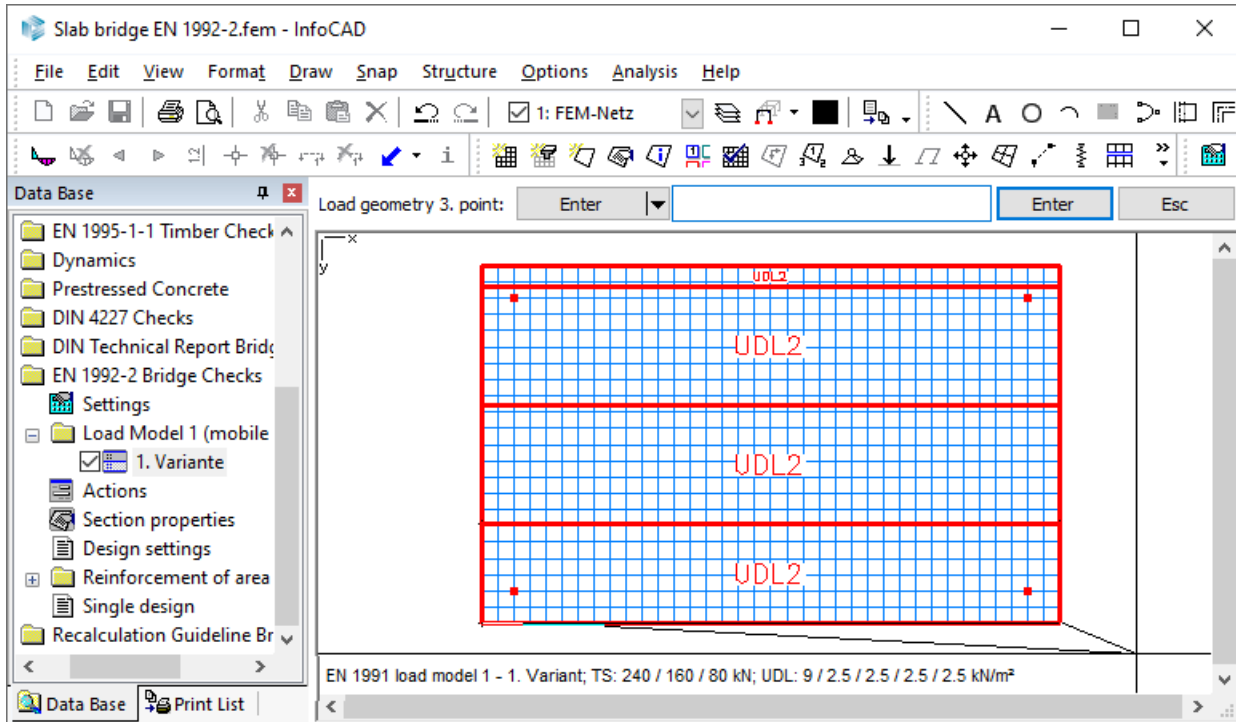 Slab bridge EN 1992-2.fem - InfoCAD
File Edit View Format Draw Snap Structure Options Analysis Help
1: FEM-Netz
Data Base
Load geometry 3. point: Enter Enter Esc
EN 1995-1-1 Timber Check
Dynamics
Prestressed Concrete
DIN 4227 Checks
DIN Technical Report Bridg
EN 1992-2 Bridge Checks
Settings
Load Model 1 (mobile
1. Variante
Actions
Section properties
Design settings
Reinforcement of area
Single design
Recalculation Guideline Br
Data Base Print List
x
y
UDL2
UDL2
UDL2
UDL2
EN 1991 load model 1 - 1. Variant; TS: 240 / 160 / 80 kN; UDL: 9 / 2.5 / 2.5 / 2.5 / 2.5 kN/m²